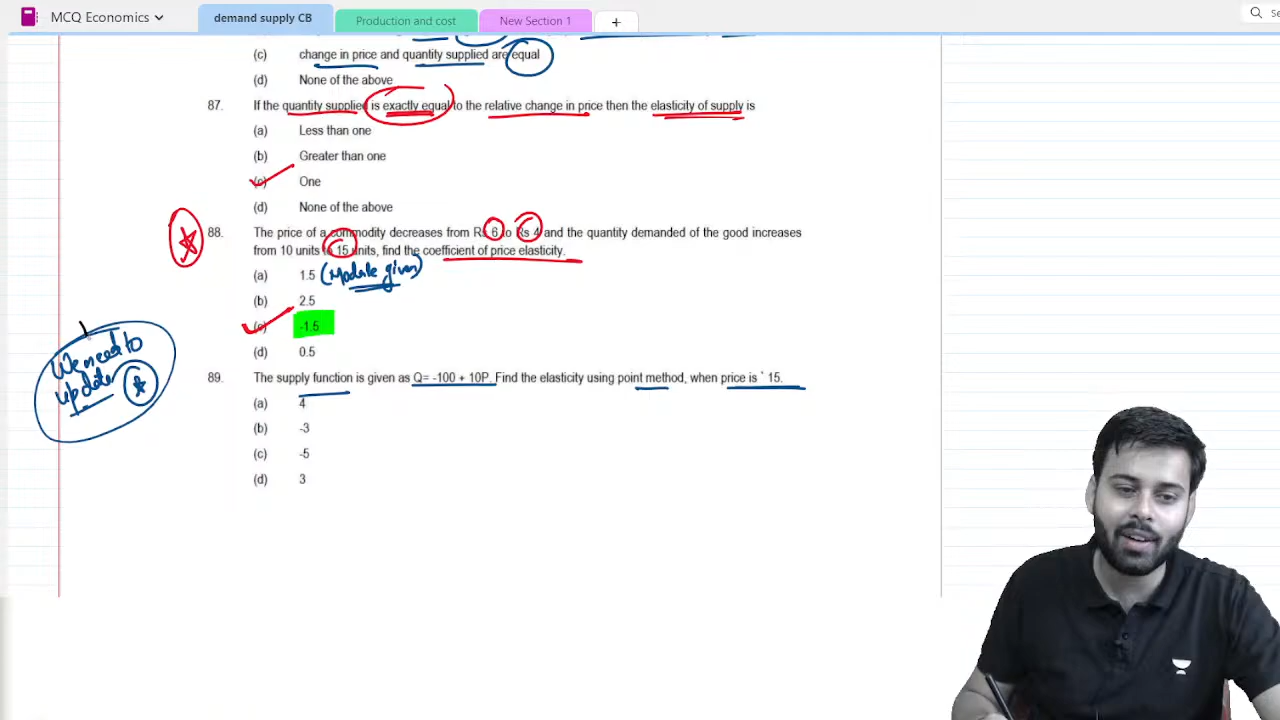 MCQ Economics
demand supply CB
Production and cost
New Section 1
+
(c) change in price and quantity supplied are equal
(d) None of the above
87. If the quantity supplied is exactly equal to the relative change in price then the elasticity of supply is
(a) Less than one
(b) Greater than one
(c) One
(d) None of the above
88. The price of a commodity decreases from Rs 6 to Rs 4 and the quantity demanded of the good increases
from 10 units to 15 units, find the coefficient of price elasticity.
(a) 1.5 (Module given)
(b) 2.5
(c) -1.5
(d) 0.5
We need to
update
89. The supply function is given as Q= -100 + 10P. Find the elasticity using point method, when price is ` 15.
(a) 4
(b) -3
(c) -5
(d) 3